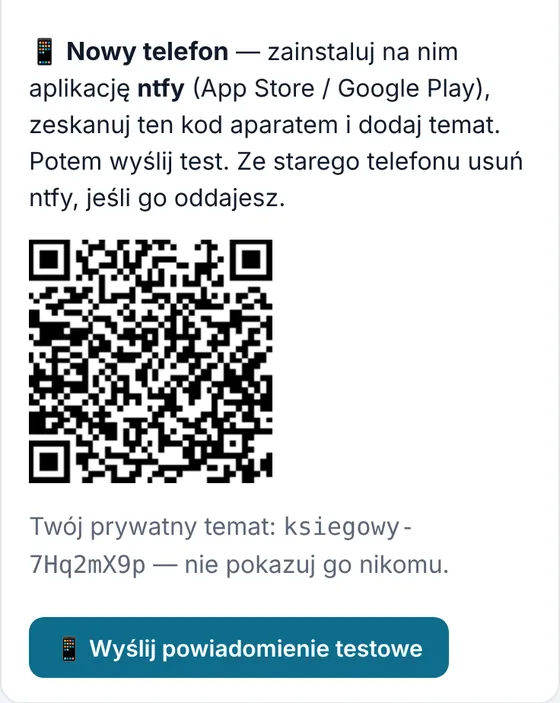 📱 Nowy telefon — zainstaluj na nim
aplikację ntfy (App Store / Google Play),
zeskanuj ten kod aparatem i dodaj temat.
Potem wyślij test. Ze starego telefonu usuń
ntfy, jeśli go oddajesz.
Twój prywatny temat: ksiegowy-
7Hq2mX9p — nie pokazuj go nikomu.
📱 Wyślij powiadomienie testowe